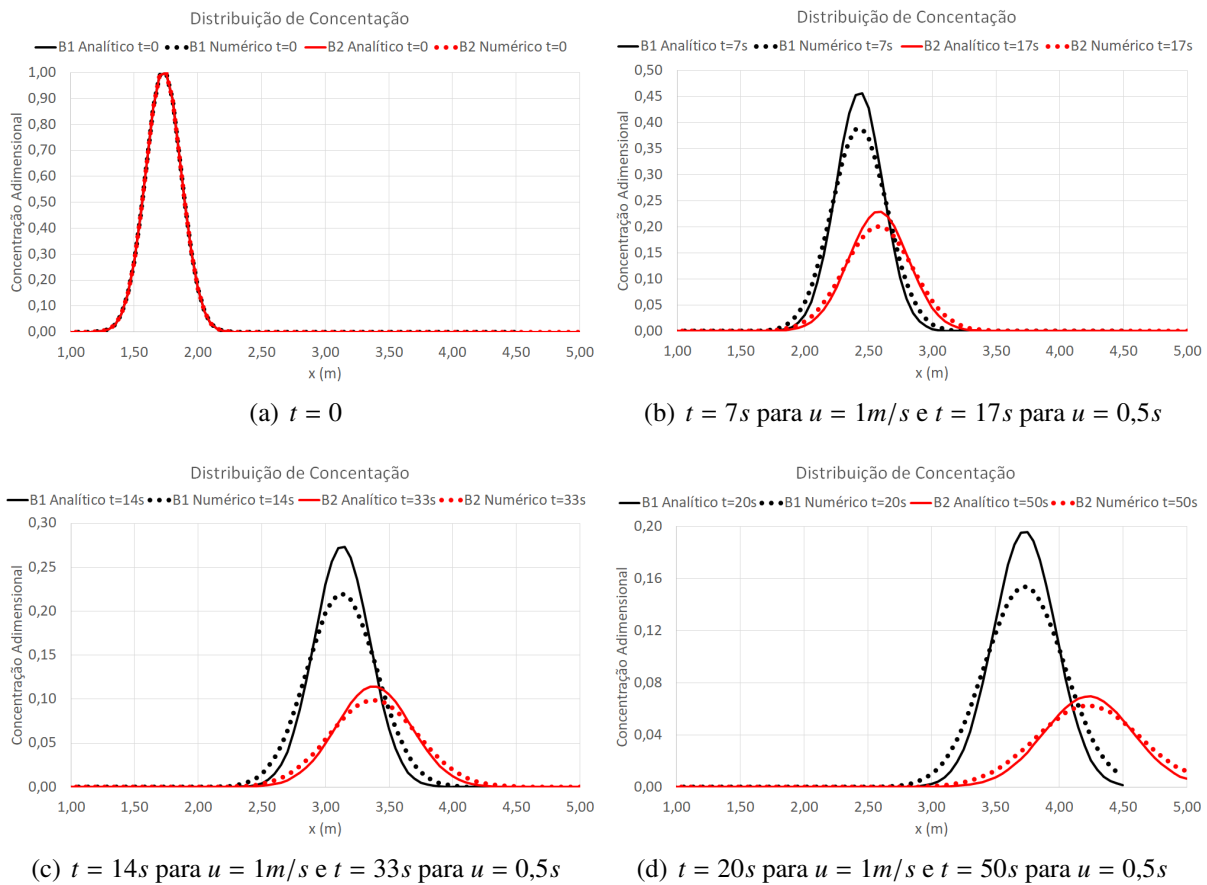 Distribuição de Concentação
B1 Analítico t=0 B1 Numérico t=0 B2 Analítico t=0 B2 Numérico t=0
Concentração Adimensional
1,00
0,90
0,80
0,70
0,60
0,50
0,40
0,30
0,20
0,10
0,00
1,00 2,00 3,00 4,00 5,00
x (m)
(a) t = 0
Distribuição de Concentação
B1 Analítico t=7s B1 Numérico t=7s B2 Analítico t=17s B2 Numérico t=17s
Concentração Adimensional
0,50
0,45
0,40
0,35
0,30
0,25
0,20
0,15
0,10
0,05
0,00
1,00 1,50 2,00 2,50 3,00 3,50 4,00 4,50 5,00
x (m)
(b) t = 7s para u = 1m/s e t = 17s para u = 0,5s
Distribuição de Concentação
B1 Analítico t=14s B1 Numérico t=14s B2 Analítico t=33s B2 Numérico t=33s
Concentração Adimensional
0,30
0,25
0,20
0,15
0,10
0,05
0,00
1,00 1,50 2,00 2,50 3,00 3,50 4,00 4,50 5,00
x (m)
(c) t = 14s para u = 1m/s e t = 33s para u = 0,5s
Distribuição de Concentação
B1 Analítico t=20s B1 Numérico t=20s B2 Analítico t=50s B2 Numérico t=50s
Concentração Adimensional
0,20
0,16
0,12
0,08
0,04
0,00
1,00 1,50 2,00 2,50 3,00 3,50 4,00 4,50 5,00
x (m)
(d) t = 20s para u = 1m/s e t = 50s para u = 0,5s